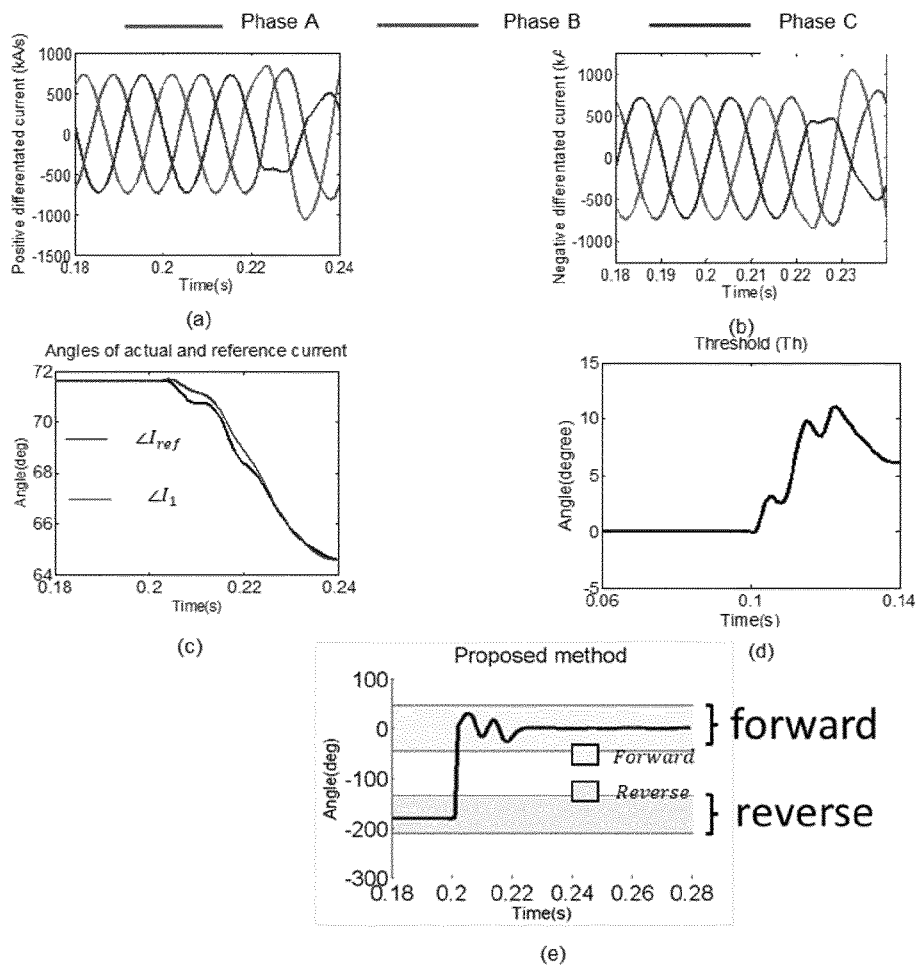 Phase A Phase B Phase C
Positive differentated current (kA/s)
1000
500
0
-500
-1000
-1500
0.18 0.2 0.22 0.24
Time(s)
(a)
Negative differentated current (kA
1000
500
0
-500
-1000
0.18 0.19 0.2 0.21 0.22 0.23
Time(s)
(b)
Angles of actual and reference current
Angle(deg)
72
70
68
66
64
∠I_ref
∠I_1
0.18 0.2 0.22 0.24
Time(s)
(c)
Threshold (Th)
Angle(degree)
15
10
5
0
-5
0.06 0.1 0.14
Time(s)
(d)
Proposed method
Angle(deg)
100
0
-100
-200
-300
Forward
Reverse
forward
reverse
0.18 0.2 0.22 0.24 0.26 0.28
Time(s)
(e)